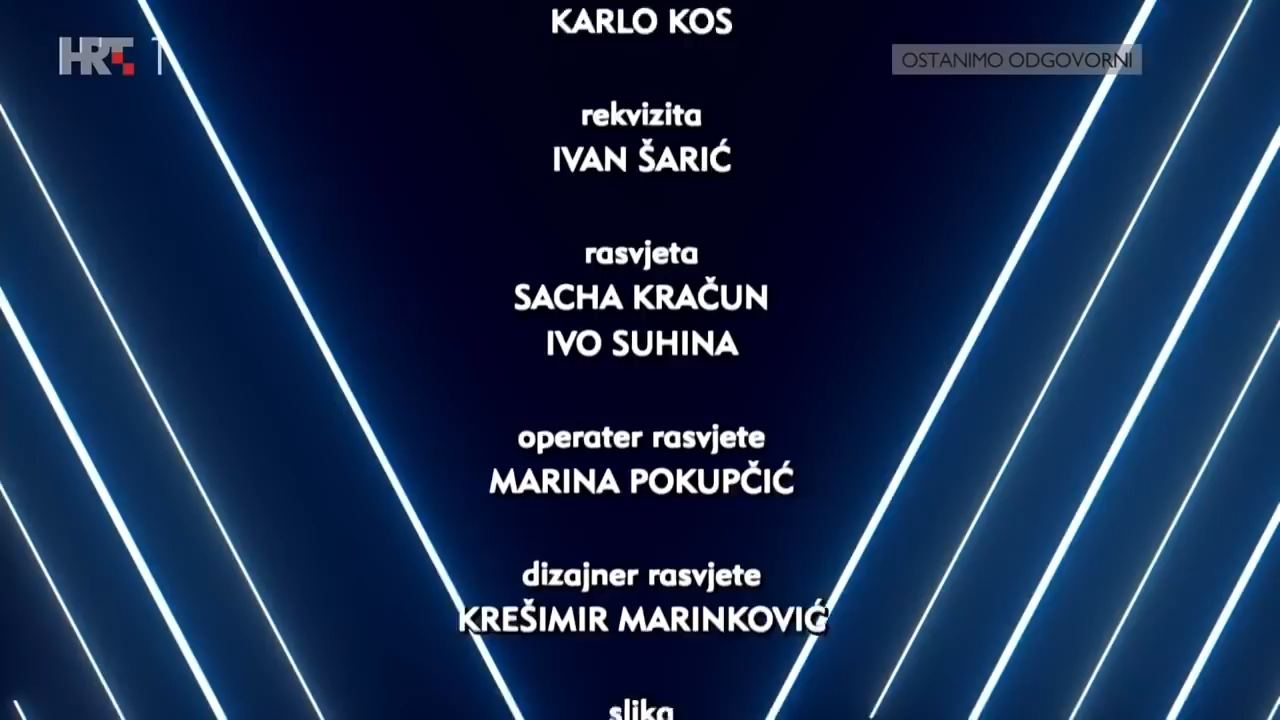 KARLO KOS
HRT 1
OSTANIMO ODGOVORNI
rekvizita
IVAN ŠARIĆ
rasvjeta
SACHA KRAČUN
IVO SUHINA
operater rasvjete
MARINA POKUPČIĆ
dizajner rasvjete
KREŠIMIR MARINKOVIĆ
slika